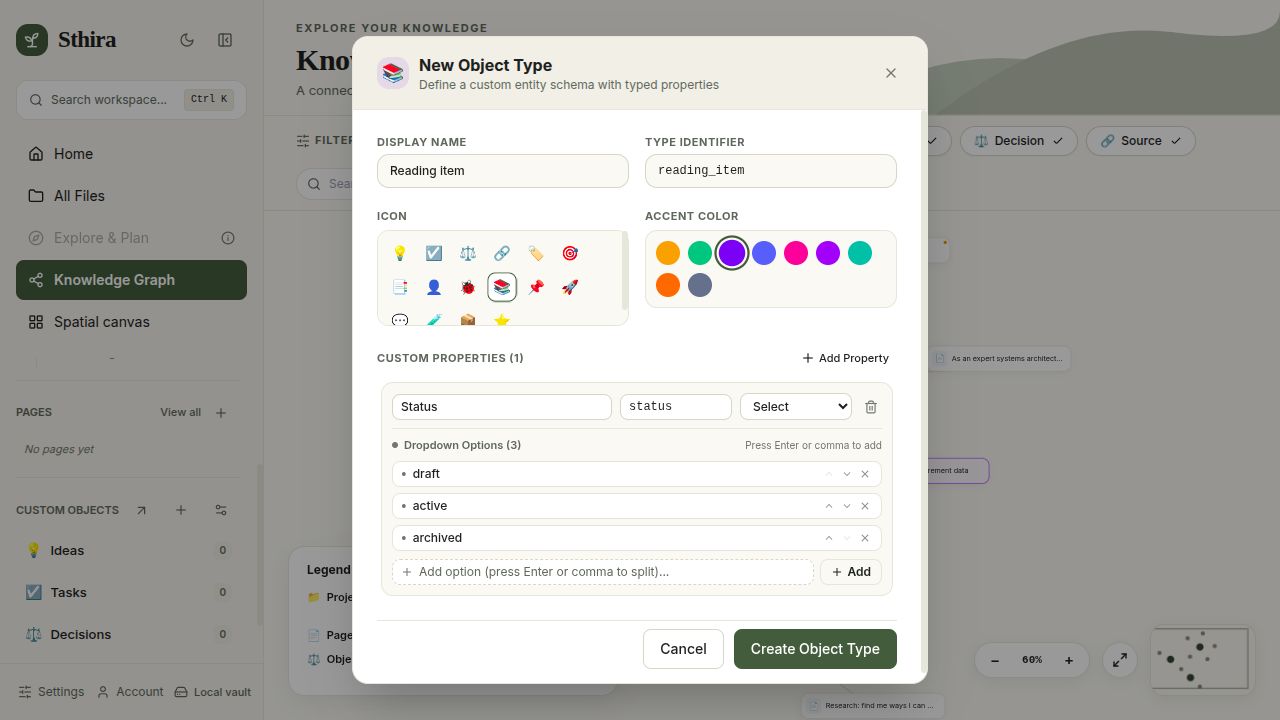 Sthira
Search workspace...
Ctrl K
Home
All Files
Explore & Plan
Knowledge Graph
Spatial canvas
PAGES
View all
No pages yet
CUSTOM OBJECTS
Ideas
0
Tasks
0
Decisions
0
Settings
Account
Local vault
EXPLORE YOUR KNOWLEDGE
Decision
Source
As an expert systems architect...
Legend
Research: find me ways I can ...
60%
New Object Type
Define a custom entity schema with typed properties
DISPLAY NAME
TYPE IDENTIFIER
Reading item
reading_item
ICON
ACCENT COLOR
CUSTOM PROPERTIES (1)
Add Property
Status
status
Select
Dropdown Options (3)
Press Enter or comma to add
draft
active
archived
Add option (press Enter or comma to split)...
Add
Cancel
Create Object Type